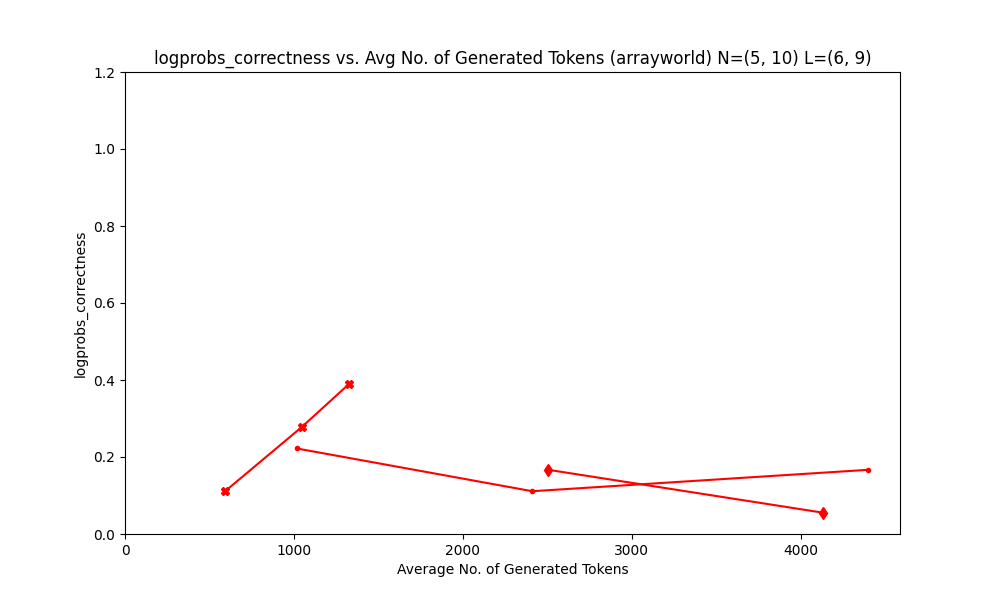 logprobs_correctness vs. Avg No. of Generated Tokens (arrayworld) N=(5, 10) L=(6, 9)
1.2
1.0
0.8
0.6
0.4
0.2
0.0
logprobs_correctness
0 1000 2000 3000 4000
Average No. of Generated Tokens